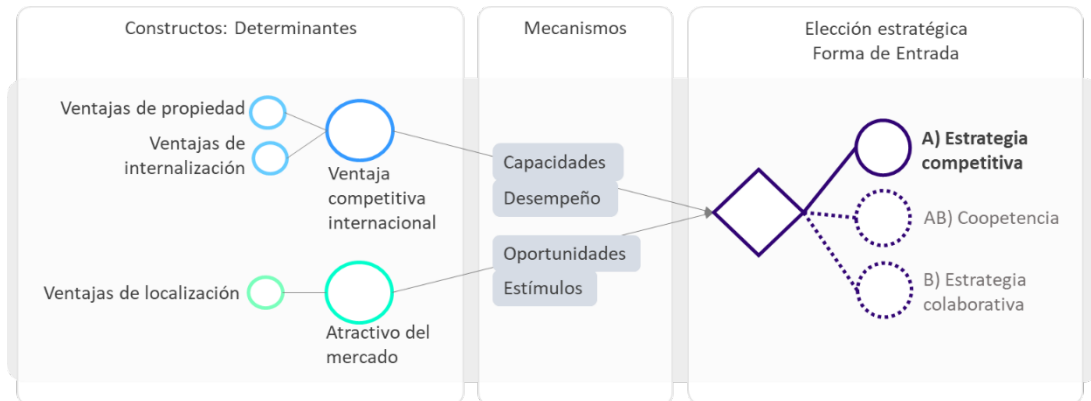 Constructos: Determinantes
Mecanismos
Elección estratégica
Forma de Entrada
Ventajas de propiedad
Ventajas de
internalización
Ventaja
competitiva
internacional
Ventajas de localización
Atractivo del
mercado
Capacidades
Desempeño
Oportunidades
Estímulos
A) Estrategia
competitiva
AB) Coopetencia
B) Estrategia
colaborativa